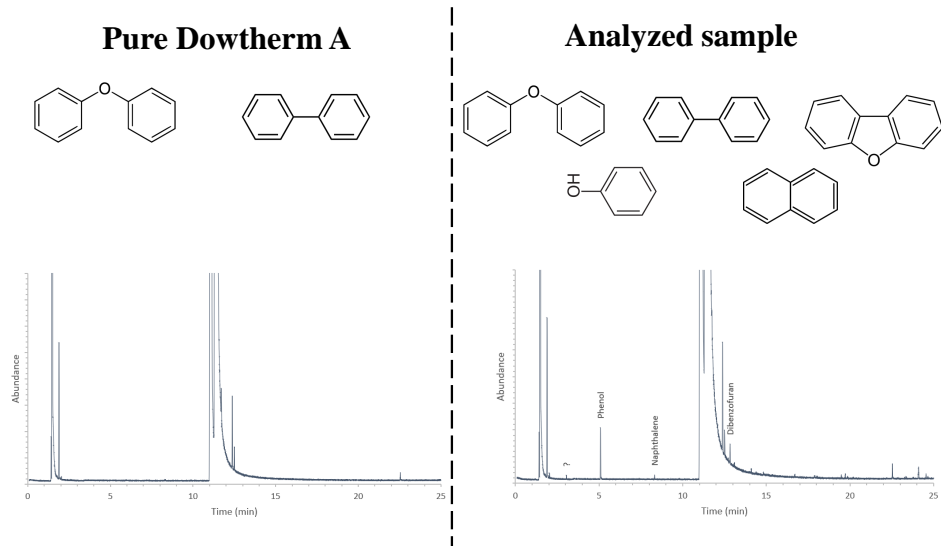 Pure Dowtherm A
Analyzed sample
O
O
O
OH
Abundance
0
5
10
15
20
25
Time (min)
Abundance
?
Phenol
Naphthalene
Dibenzofuran
0
5
10
15
20
25
Time (min)